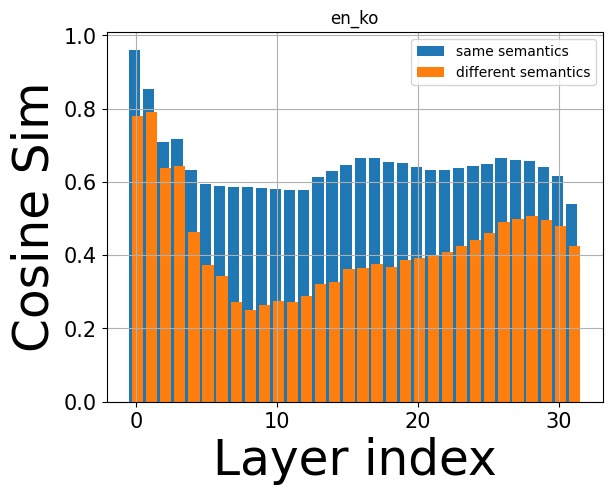 en_ko
same semantics
different semantics
Cosine Sim
1.0
0.8
0.6
0.4
0.2
0.0
0 10 20 30
Layer index